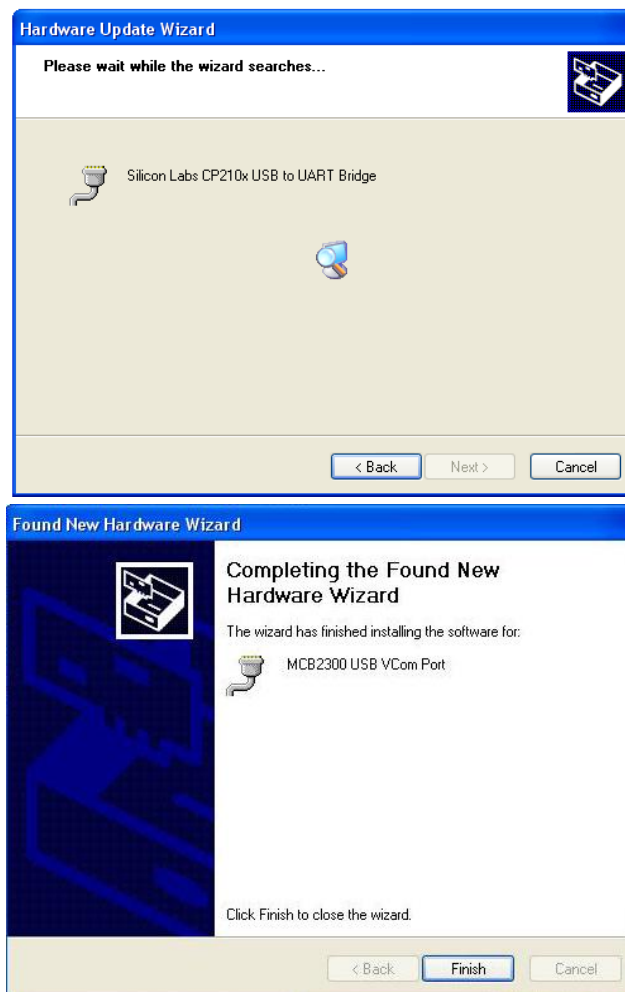 Hardware Update Wizard
Please wait while the wizard searches...
Silicon Labs CP210x USB to UART Bridge
< Back Next > Cancel
Found New Hardware Wizard
Completing the Found New
Hardware Wizard
The wizard has finished installing the software for:
MCB2300 USB VCom Port
Click Finish to close the wizard.
< Back Finish Cancel